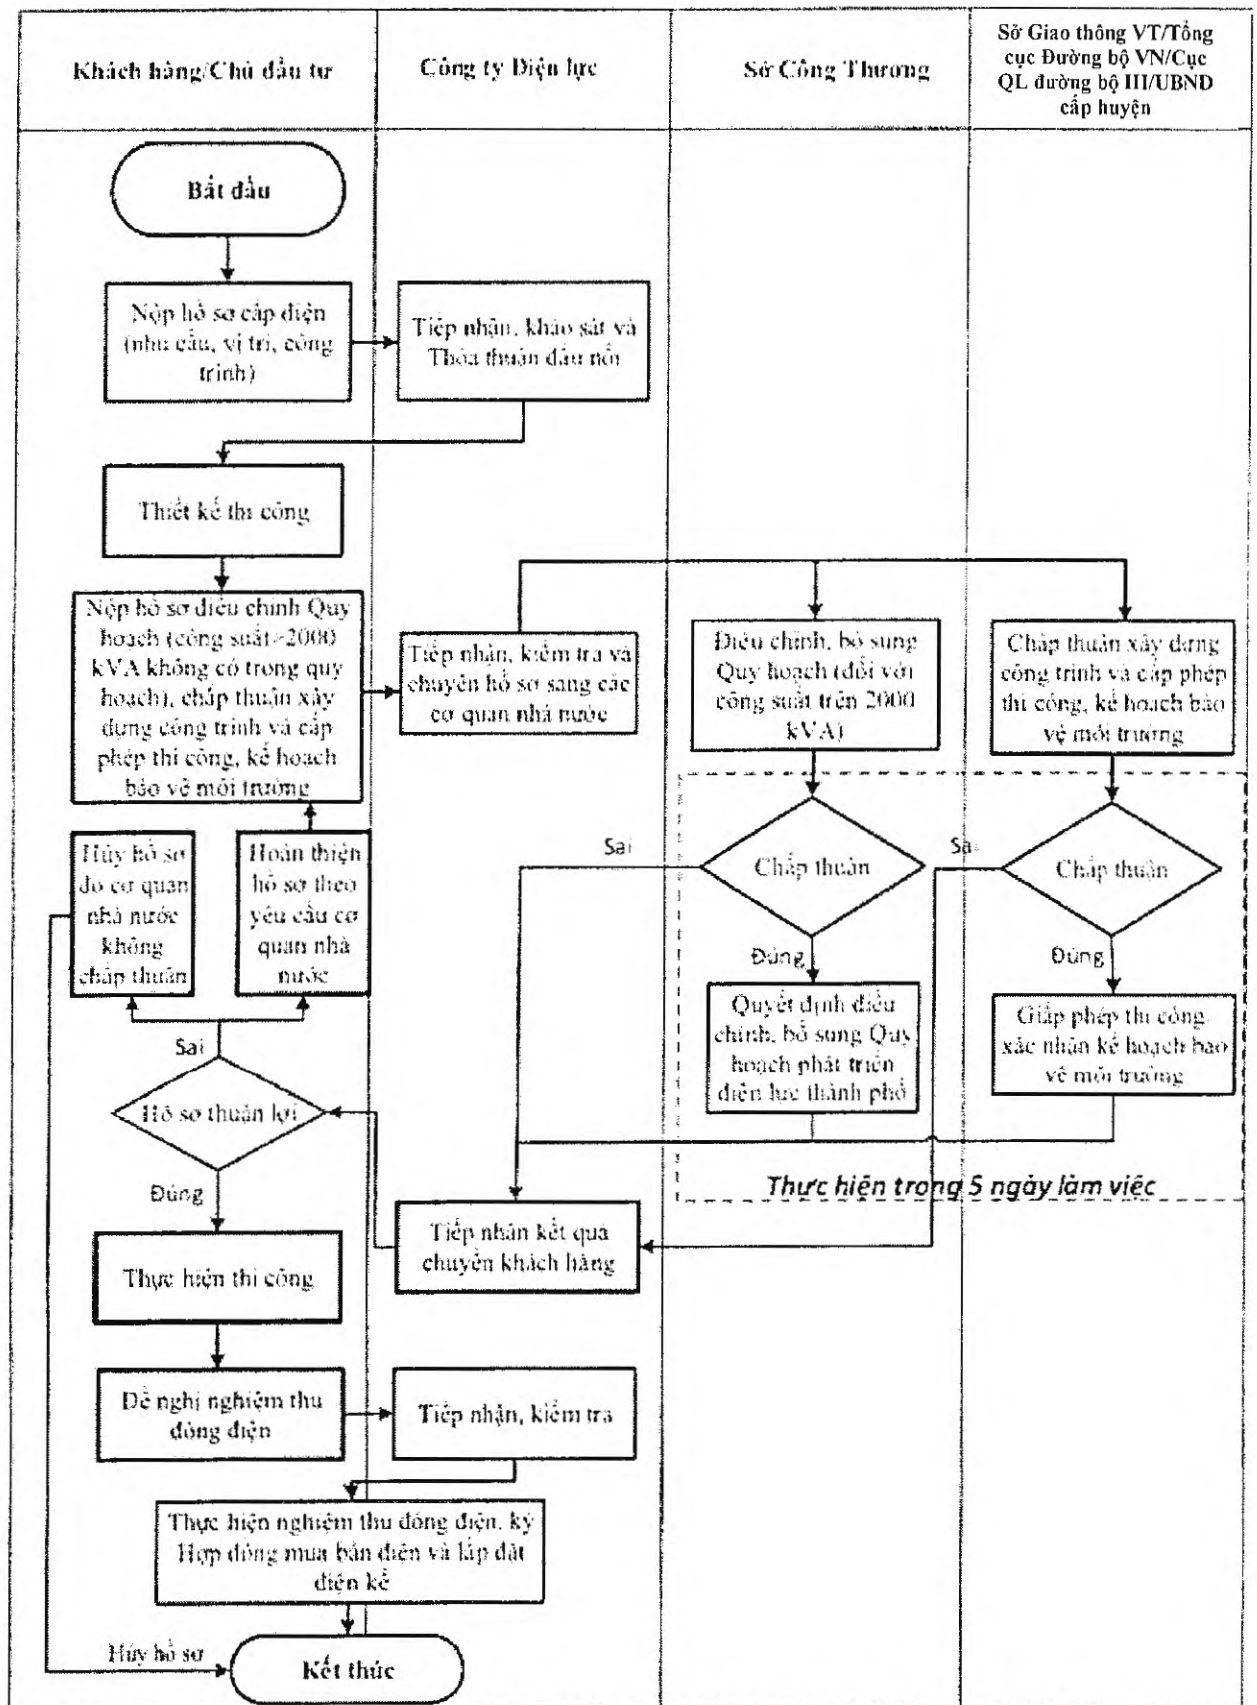 Khách hàng/Chủ đầu tư
Công ty Điện lực
Sở Công Thương
Sở Giao thông VT/Tổng
cục Đường bộ VN/Cục
QL đường bộ III/UBND
cấp huyện
Bắt đầu
Nộp hồ sơ cấp điện
(nhu cầu, vị trí, công
trình)
Tiếp nhận, khảo sát và
Thỏa thuận đấu nối
Thiết kế thi công
Nộp hồ sơ điều chỉnh Quy
hoạch (công suất>2000
kVA không có trong quy
hoạch), chấp thuận xây
dựng công trình và cấp
phép thi công, kế hoạch
bảo vệ môi trường
Tiếp nhận, kiểm tra và
chuyển hồ sơ sang các
cơ quan nhà nước
Điều chỉnh, bổ sung
Quy hoạch (đối với
công suất trên 2000
kVA)
Chấp thuận xây dựng
công trình và cấp phép
thi công, kế hoạch bảo
vệ môi trường
Hủy hồ sơ
do cơ quan
nhà nước
không
chấp thuận
Hoàn thiện
hồ sơ theo
yêu cầu cơ
quan nhà
nước
Sai
Chấp thuận
Sai
Chấp thuận
Đúng
Đúng
Quyết định điều
chỉnh, bổ sung Quy
hoạch phát triển
điện lực thành phố
Giấp phép thi công,
xác nhận kế hoạch bảo
vệ môi trường
Sai
Hồ sơ thuận lợi
Đúng
Thực hiện trong 5 ngày làm việc
Tiếp nhận kết quả
chuyển khách hàng
Thực hiện thi công
Đề nghị nghiệm thu
đóng điện
Tiếp nhận, kiểm tra
Thực hiện nghiệm thu đóng điện, ký
Hợp đồng mua bán điện và lắp đặt
điện kế
Hủy hồ sơ
Kết thúc